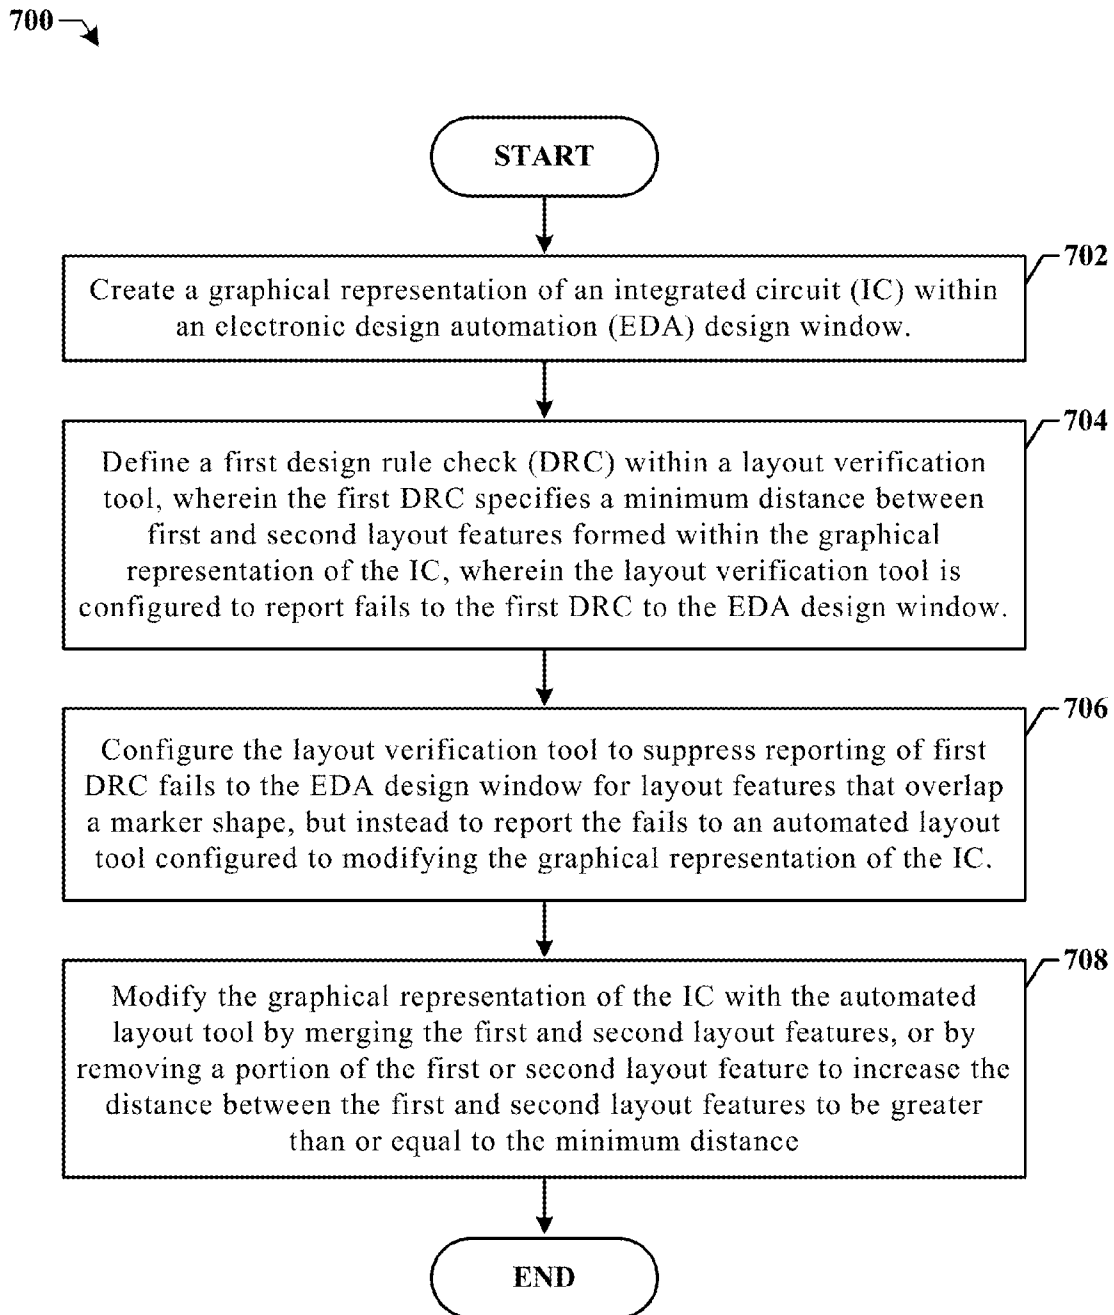 700
START
702
Create a graphical representation of an integrated circuit (IC) within
an electronic design automation (EDA) design window.
704
Define a first design rule check (DRC) within a layout verification
tool, wherein the first DRC specifies a minimum distance between
first and second layout features formed within the graphical
representation of the IC, wherein the layout verification tool is
configured to report fails to the first DRC to the EDA design window.
706
Configure the layout verification tool to suppress reporting of first
DRC fails to the EDA design window for layout features that overlap
a marker shape, but instead to report the fails to an automated layout
tool configured to modifying the graphical representation of the IC.
708
Modify the graphical representation of the IC with the automated
layout tool by merging the first and second layout features, or by
removing a portion of the first or second layout feature to increase the
distance between the first and second layout features to be greater
than or equal to the minimum distance
END